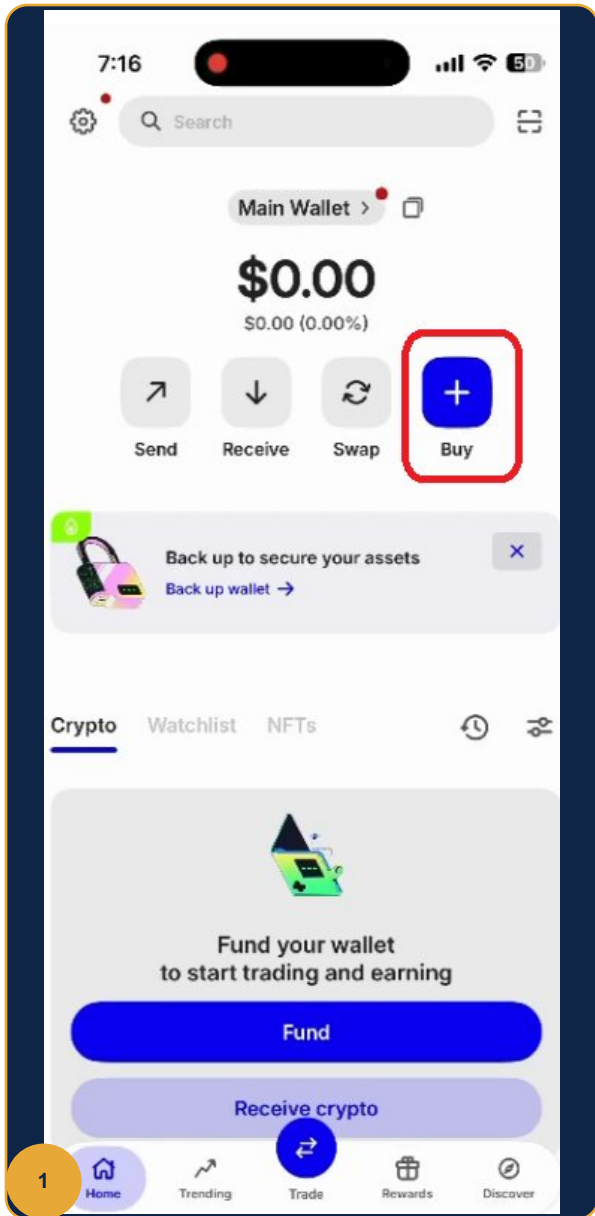 7:16
50
Search
Main Wallet >
$0.00
$0.00 (0.00%)
Send Receive Swap Buy
Back up to secure your assets
Back up wallet →
Crypto Watchlist NFTs
Fund your wallet
to start trading and earning
Fund
Receive crypto
1
Home Trending Trade Rewards Discover